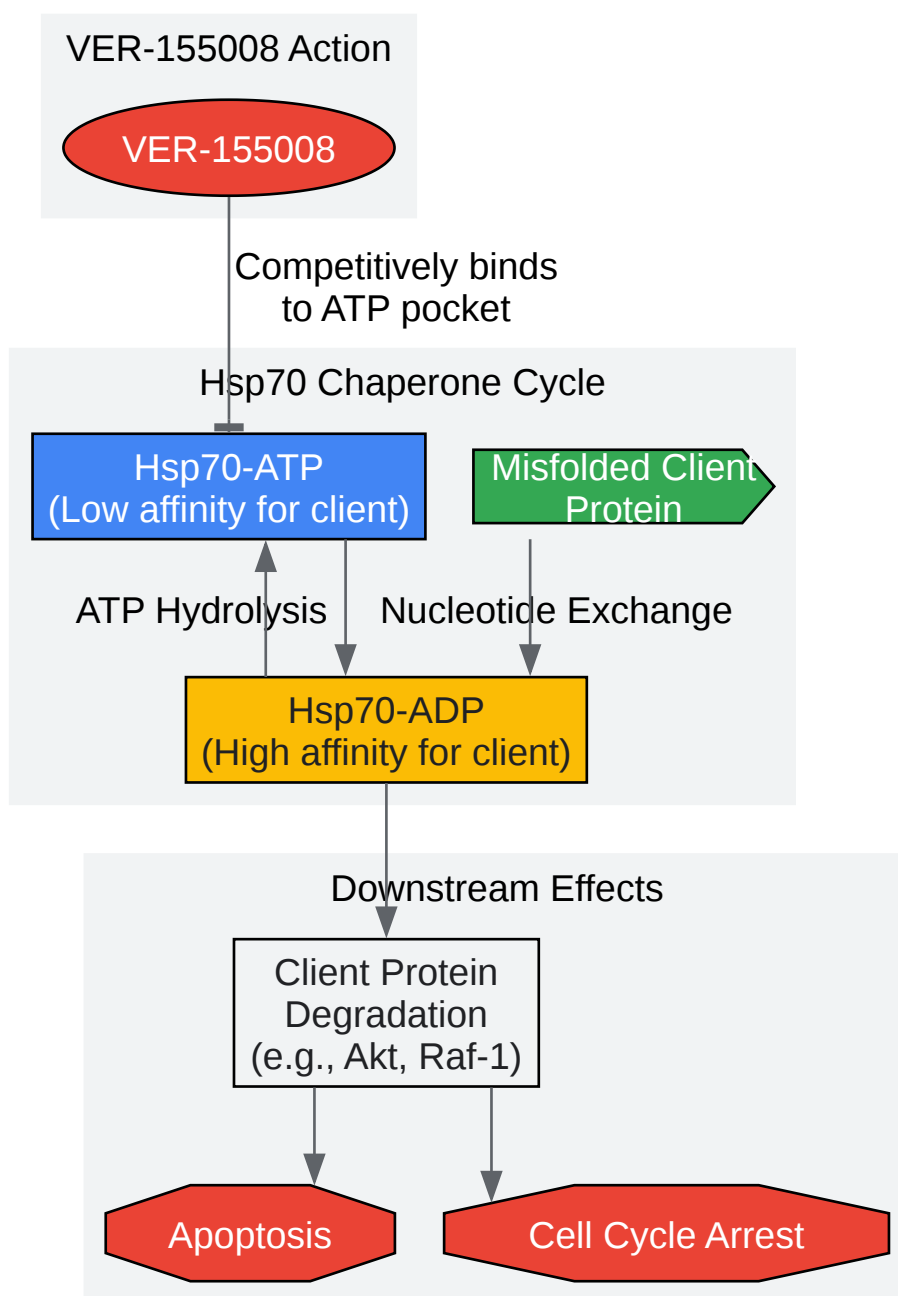 VER-155008 Action
VER-155008
Competitively binds
to ATP pocket
Hsp70 Chaperone Cycle
Hsp70-ATP
(Low affinity for client)
Misfolded Client
Protein
ATP Hydrolysis
Nucleotide Exchange
Hsp70-ADP
(High affinity for client)
Downstream Effects
Client Protein
Degradation
(e.g., Akt, Raf-1)
Apoptosis
Cell Cycle Arrest